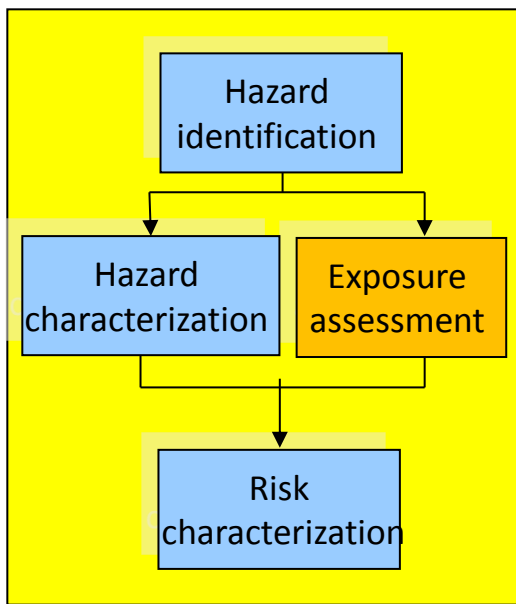 Hazard
identification
Hazard
characterization
Exposure
assessment
Risk
characterization